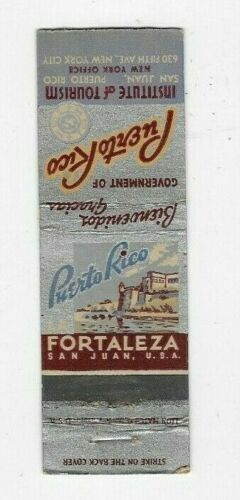 630 FIFTH AVE., NEW YORK CITY
NEW YORK OFFICE
SAN JUAN, PUERTO RICO
INSTITUTE of TOURISM
Puerto Rico
GOVERNMENT OF
Gracias
Bienvenidos
Puerto Rico
FORTALEZA
SAN JUAN, U.S.A.
STRIKE ON THE BACK COVER